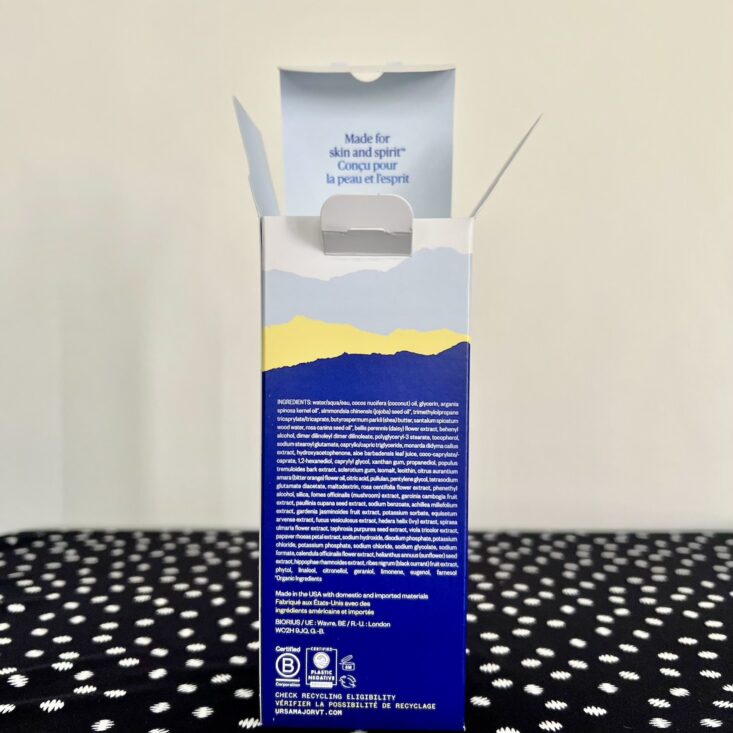 Made for
skin and spirit™
Conçu pour
la peau et l'esprit
INGREDIENTS: water/aqua/eau, cocos nucifera (coconut) oil, glycerin, argania
spinosa kernel oil*, simmondsia chinensis (jojoba) seed oil*, trimethylolpropane
tricaprylate/tricaprate, butyrospermum parkii (shea) butter, santalum spicatum
wood water, rosa canina seed oil*, bellis perennis (daisy) flower extract, behenyl
alcohol, dimer dilinoleyl dimer dilinoleate, polyglyceryl-3 stearate, tocopherol,
sodium stearoyl glutamate, caprylic/capric triglyceride, monarda didyma callus
extract, hydroxyacetophenone, aloe barbadensis leaf juice, coco-caprylate/
caprate, 1,2-hexanediol, caprylyl glycol, xanthan gum, propanediol, populus
tremuloides bark extract, sclerotium gum, isomalt, lecithin, citrus aurantium
amara (bitter orange) flower oil, citric acid, pullulan, pentylene glycol, tetrasodium
glutamate diacetate, maltodextrin, rosa centifolia flower extract, phenethyl
alcohol, silica, fomes officinalis (mushroom) extract, garcinia cambogia fruit
extract, paullinia cupana seed extract, sodium benzoate, achillea millefolium
extract, gardenia jasminoides fruit extract, potassium sorbate, equisetum
arvense extract, fucus vesiculosus extract, hedera helix (ivy) extract, spiraea
ulmaria flower extract, tephrosia purpurea seed extract, viola tricolor extract,
papaver rhoeas petal extract, sodium hydroxide, disodium phosphate, potassium
chloride, potassium phosphate, sodium chloride, sodium glycolate, sodium
formate, calendula officinalis flower extract, helianthus annuus (sunflower) seed
extract, hippophae rhamnoides extract, ribes nigrum (black currant) fruit extract,
phytol, linalool, citronellol, geraniol, limonene, eugenol, farnesol
*Organic Ingredients
Made in the USA with domestic and imported materials
Fabriqué aux États-Unis avec des
ingrédients américains et importés
BIORIUS / UE : Wavre, BE / R.-U. : London
WC2H 9JQ, G.-B.
Certified
B
Corporation
CERTIFIED
PLASTIC
NEGATIVE
CHECK RECYCLING ELIGIBILITY
VÉRIFIER LA POSSIBILITÉ DE RECYCLAGE
URSAMAJORVT.COM